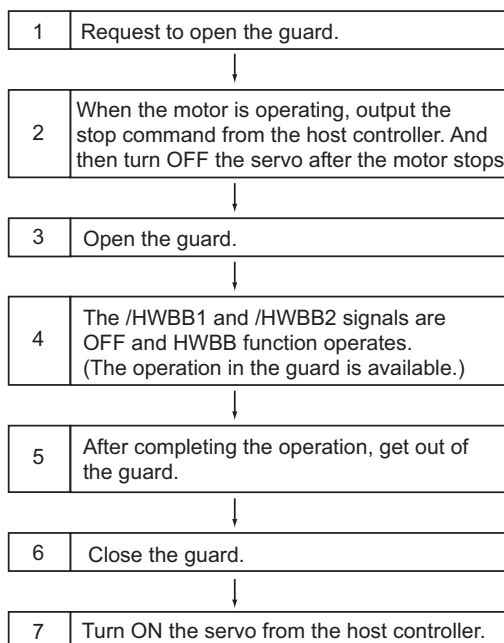 1 Request to open the guard.
2 When the motor is operating, output the
stop command from the host controller. And
then turn OFF the servo after the motor stops
3 Open the guard.
4 The /HWBB1 and /HWBB2 signals are
OFF and HWBB function operates.
(The operation in the guard is available.)
5 After completing the operation, get out of
the guard.
6 Close the guard.
7 Turn ON the servo from the host controller.